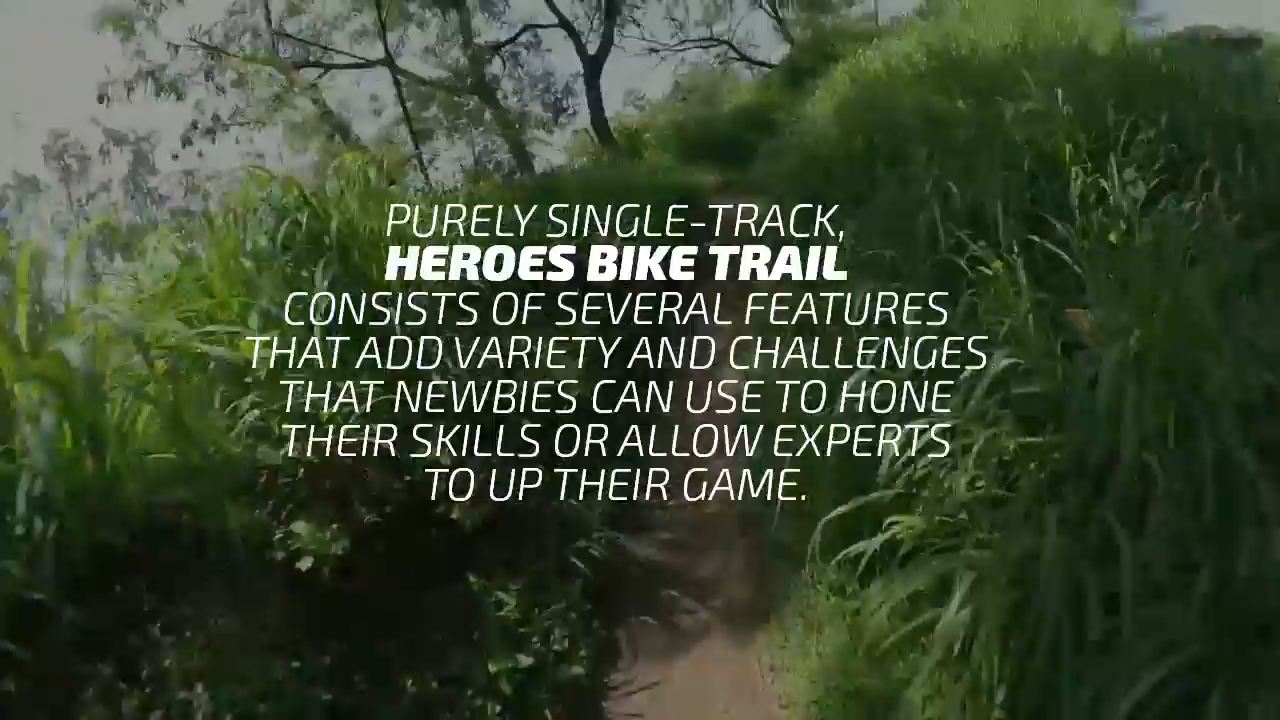 PURELY SINGLE-TRACK,
HEROES BIKE TRAIL
CONSISTS OF SEVERAL FEATURES
THAT ADD VARIETY AND CHALLENGES
THAT NEWBIES CAN USE TO HONE
THEIR SKILLS OR ALLOW EXPERTS
TO UP THEIR GAME.